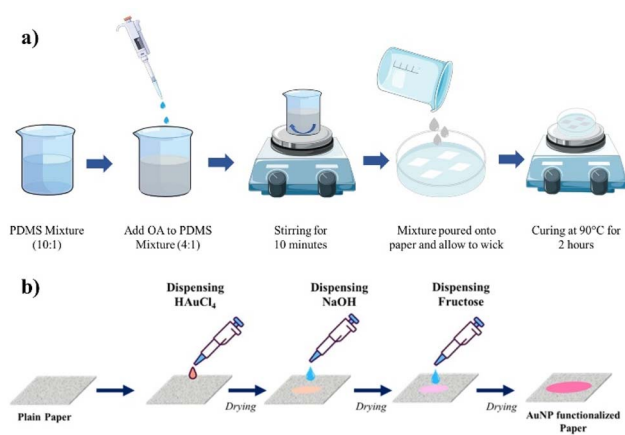 a)
PDMS Mixture
(10:1)
Add OA to PDMS
Mixture (4:1)
Stirring for
10 minutes
Mixture poured onto
paper and allow to wick
Curing at 90°C for
2 hours
b)
Dispensing
HAuCl₄
Dispensing
NaOH
Dispensing
Fructose
Plain Paper
Drying
Drying
Drying
AuNP functionalized
Paper